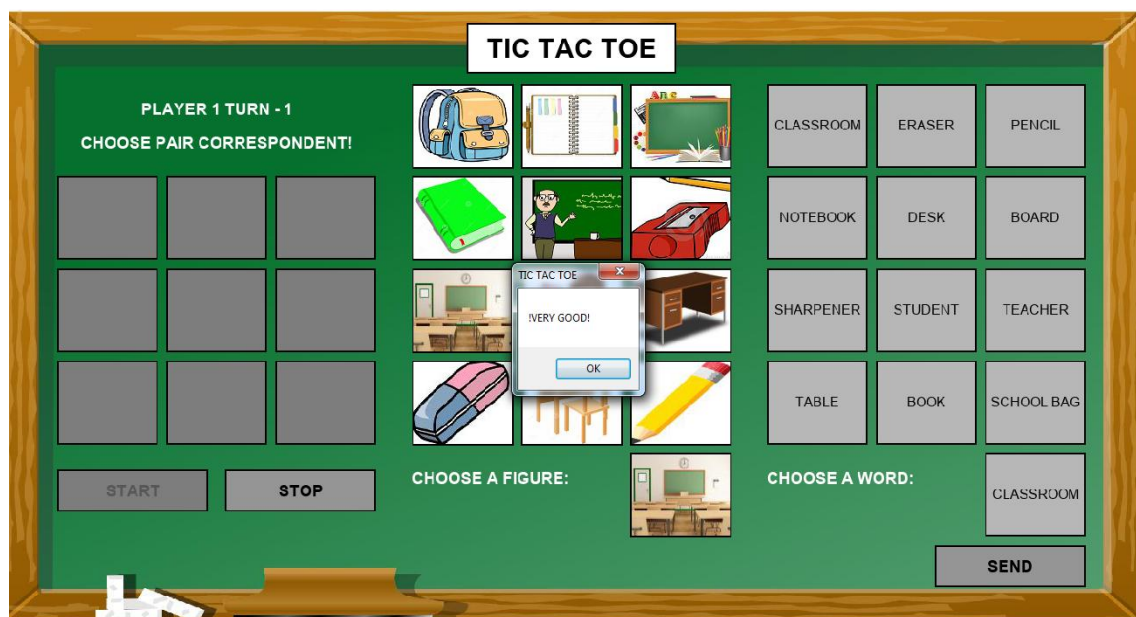 TIC TAC TOE
PLAYER 1 TURN - 1
CHOOSE PAIR CORRESPONDENT!
START
STOP
ABC
TIC TAC TOE
!VERY GOOD!
OK
CHOOSE A FIGURE:
CLASSROOM
ERASER
PENCIL
NOTEBOOK
DESK
BOARD
SHARPENER
STUDENT
TEACHER
TABLE
BOOK
SCHOOL BAG
CHOOSE A WORD:
CLASSROOM
SEND